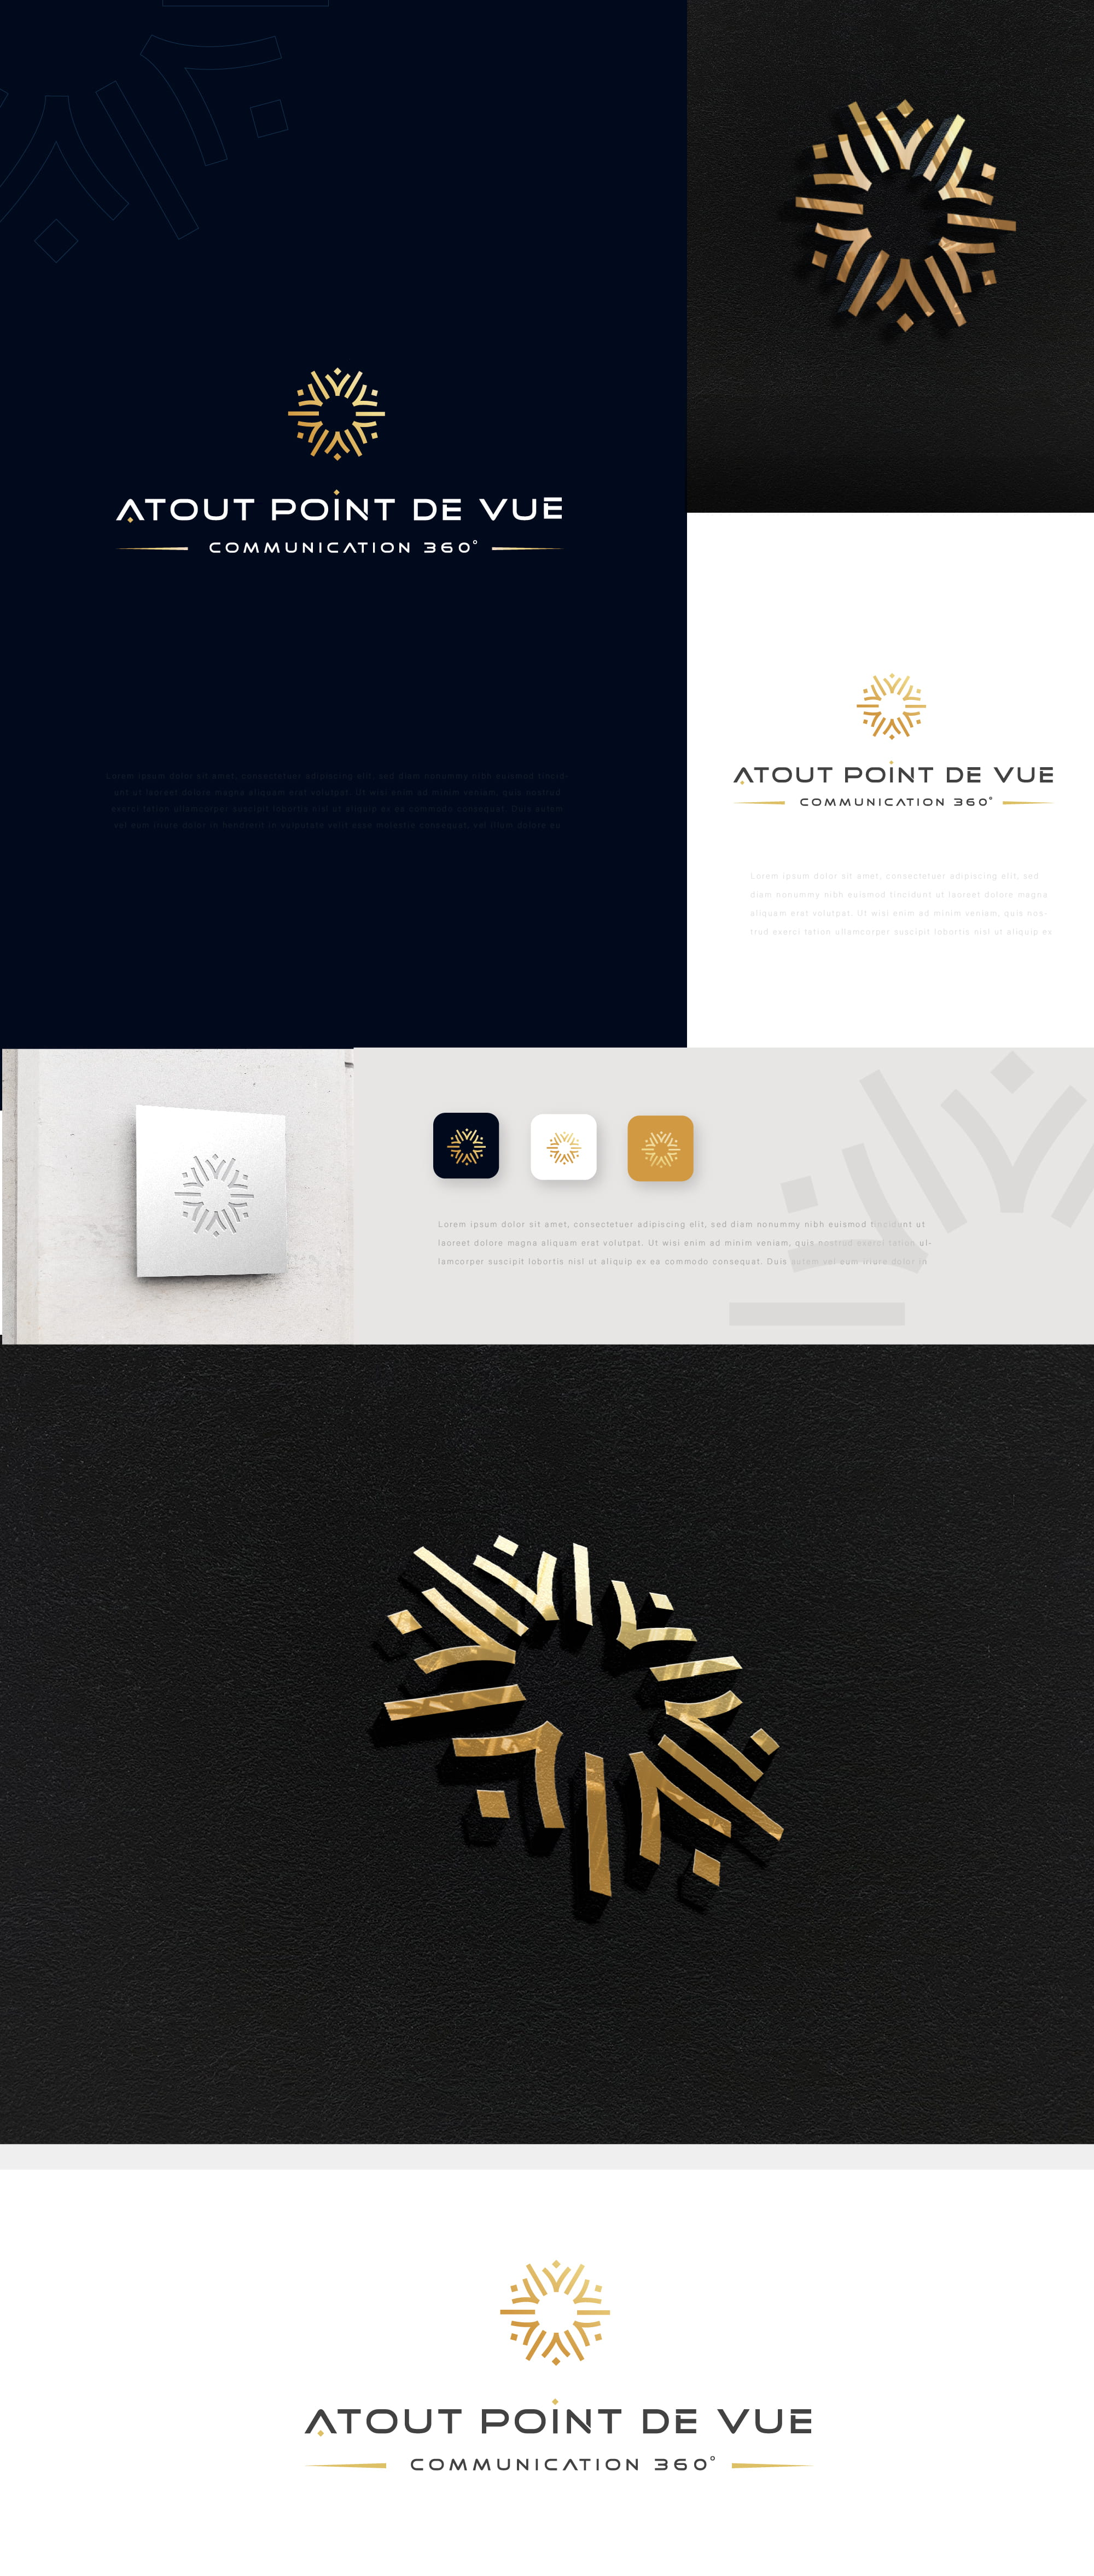 ATOUT POINT DE VUE
COMMUNICATION 360°
Lorem ipsum dolor sit amet, consectetuer adipiscing elit, sed diam nonummy nibh euismod tincid-
unt ut laoreet dolore magna aliquam erat volutpat. Ut wisi enim ad minim veniam, quis nostrud
exerci tation ullamcorper suscipit lobortis nisl ut aliquip ex ea commodo consequat. Duis autem
vel eum iriure dolor in hendrerit in vulputate velit esse molestie consequat, vel illum dolore eu
ATOUT POINT DE VUE
COMMUNICATION 360°
Lorem ipsum dolor sit amet, consectetuer adipiscing elit, sed
diam nonummy nibh euismod tincidunt ut laoreet dolore magna
aliquam erat volutpat. Ut wisi enim ad minim veniam, quis nos-
trud exerci tation ullamcorper suscipit lobortis nisl ut aliquip ex
Lorem ipsum dolor sit amet, consectetuer adipiscing elit, sed diam nonummy nibh euismod tincidunt ut
laoreet dolore magna aliquam erat volutpat. Ut wisi enim ad minim veniam, quis nostrud exerci tation ul-
lamcorper suscipit lobortis nisl ut aliquip ex ea commodo consequat. Duis autem vel eum iriure dolor in
ATOUT POINT DE VUE
COMMUNICATION 360°